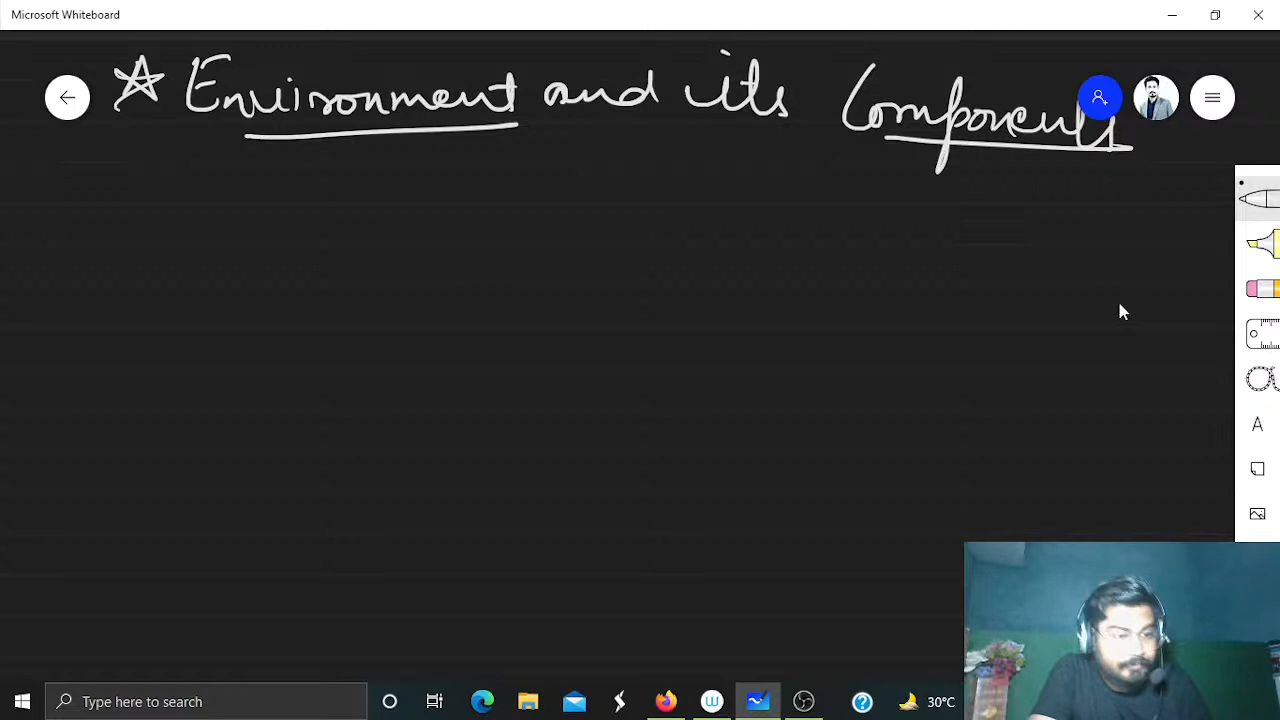 Microsoft Whiteboard
☆ Environment and its Components
A
Type here to search
30°C